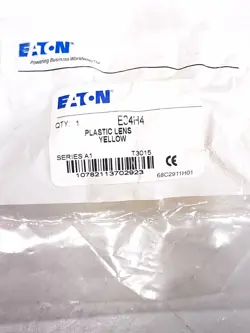 EATON
Powering Business Worldwide
EATON
QTY: 1 E34H4
PLASTIC LENS
YELLOW
SERIES A1 T3015
CE
10782113702923
68C2911H01